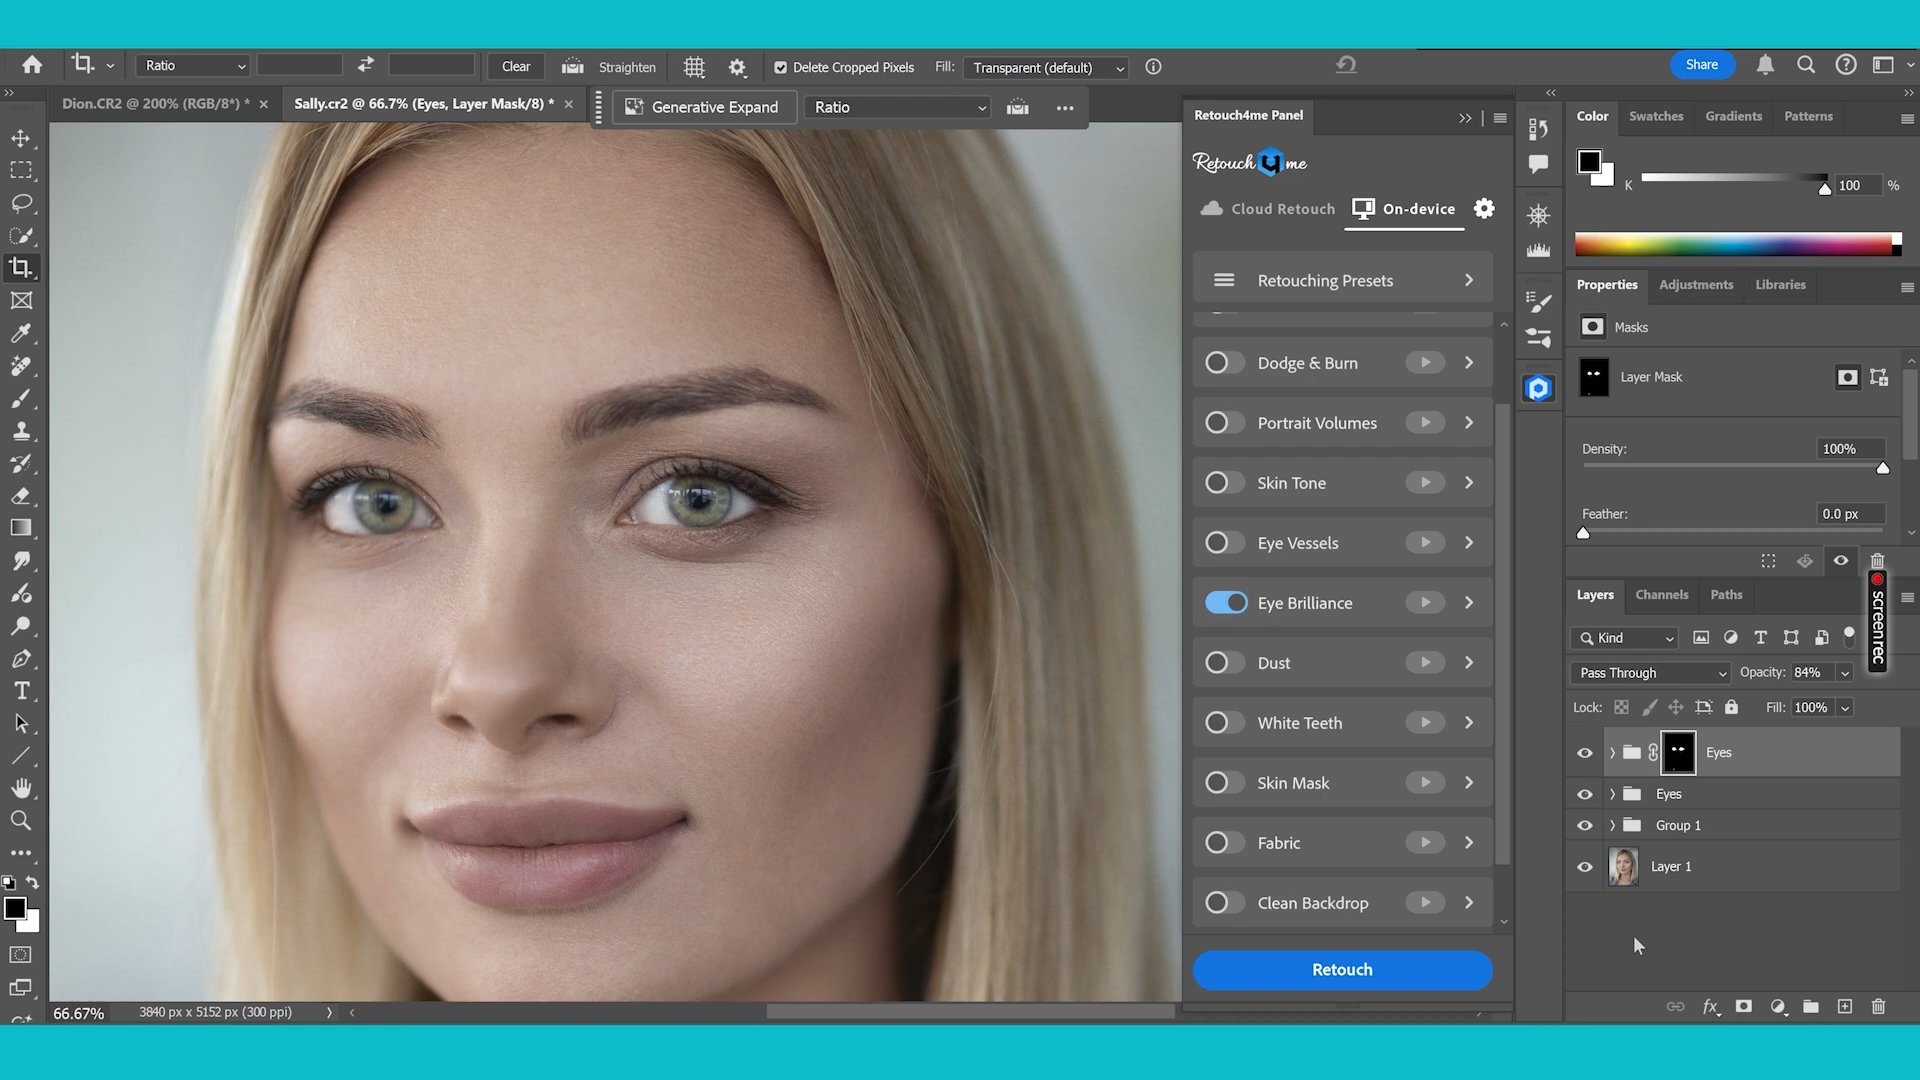 Ratio
Clear
Straighten
Delete Cropped Pixels
Fill:
Transparent (default)
Share
Dion.CR2 @ 200% (RGB/8*) *
Sally.cr2 @ 66.7% (Eyes, Layer Mask/8) *
Generative Expand
Ratio
Retouch4me Panel
Retouch4me
Cloud Retouch
On-device
Retouching Presets
Dodge & Burn
Portrait Volumes
Skin Tone
Eye Vessels
Eye Brilliance
Dust
White Teeth
Skin Mask
Fabric
Clean Backdrop
Retouch
Color
Swatches
Gradients
Patterns
K
100
%
Properties
Adjustments
Libraries
Masks
Layer Mask
Density:
100%
Feather:
0.0 px
screenrec
Layers
Channels
Paths
Kind
Pass Through
Opacity:
84%
Lock:
Fill:
100%
Eyes
Eyes
Group 1
Layer 1
66.67%
3840 px x 5152 px (300 ppi)